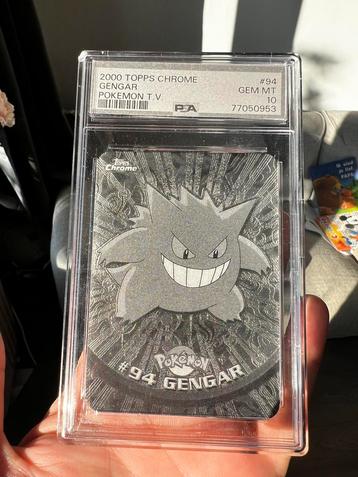 2000 TOPPS CHROME #94
GENGAR GEM MT
POKEMON T.V. 10
PSA 77050953
Topps
Chrome
POKéMON
#94 GENGAR